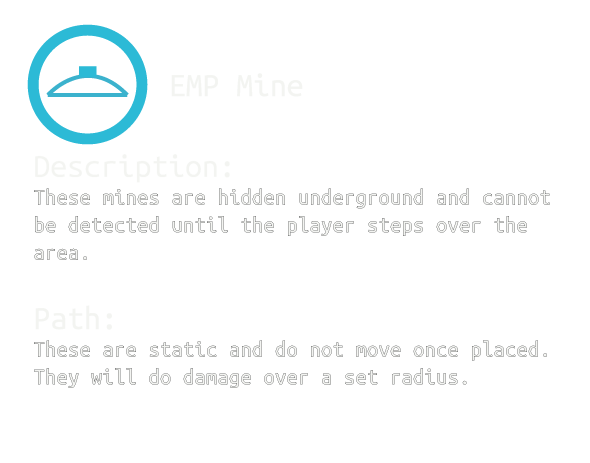 EMP Mine
Description:
These mines are hidden underground and cannot
be detected until the player steps over the
area.
Path:
These are static and do not move once placed.
They will do damage over a set radius.